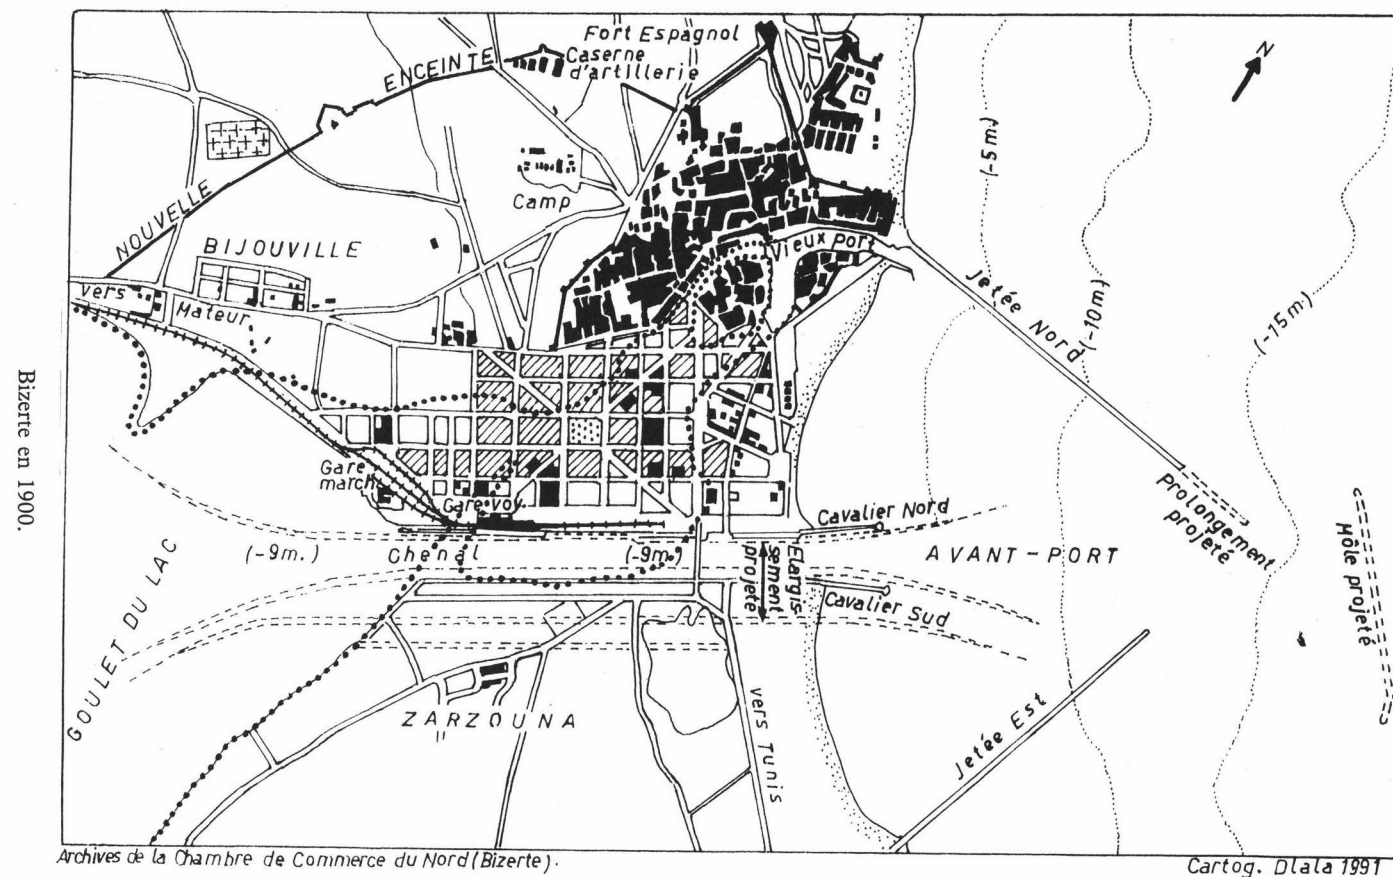 Fort Espagnol
Caserne
d'artillerie
NOUVELLE ENCEINTE
N
(-5m.)
(-10m.)
(-15m.)
Camp
BIJOUVILLE
vers
Mateur
Vieux port
Jetée Nord
Prolongement
projeté
Môle projeté
Gare
march.
Gare voy.
Cavalier Nord
(-9m.)
Chenal
(-9m.)
Elargis-
sement
projeté
AVANT-PORT
Cavalier Sud
GOULET DU LAC
ZARZOUNA
vers Tunis
Jetée Est
Bizerte en 1900.
Archives de la Chambre de Commerce du Nord (Bizerte).
Cartog. Dlala 1991